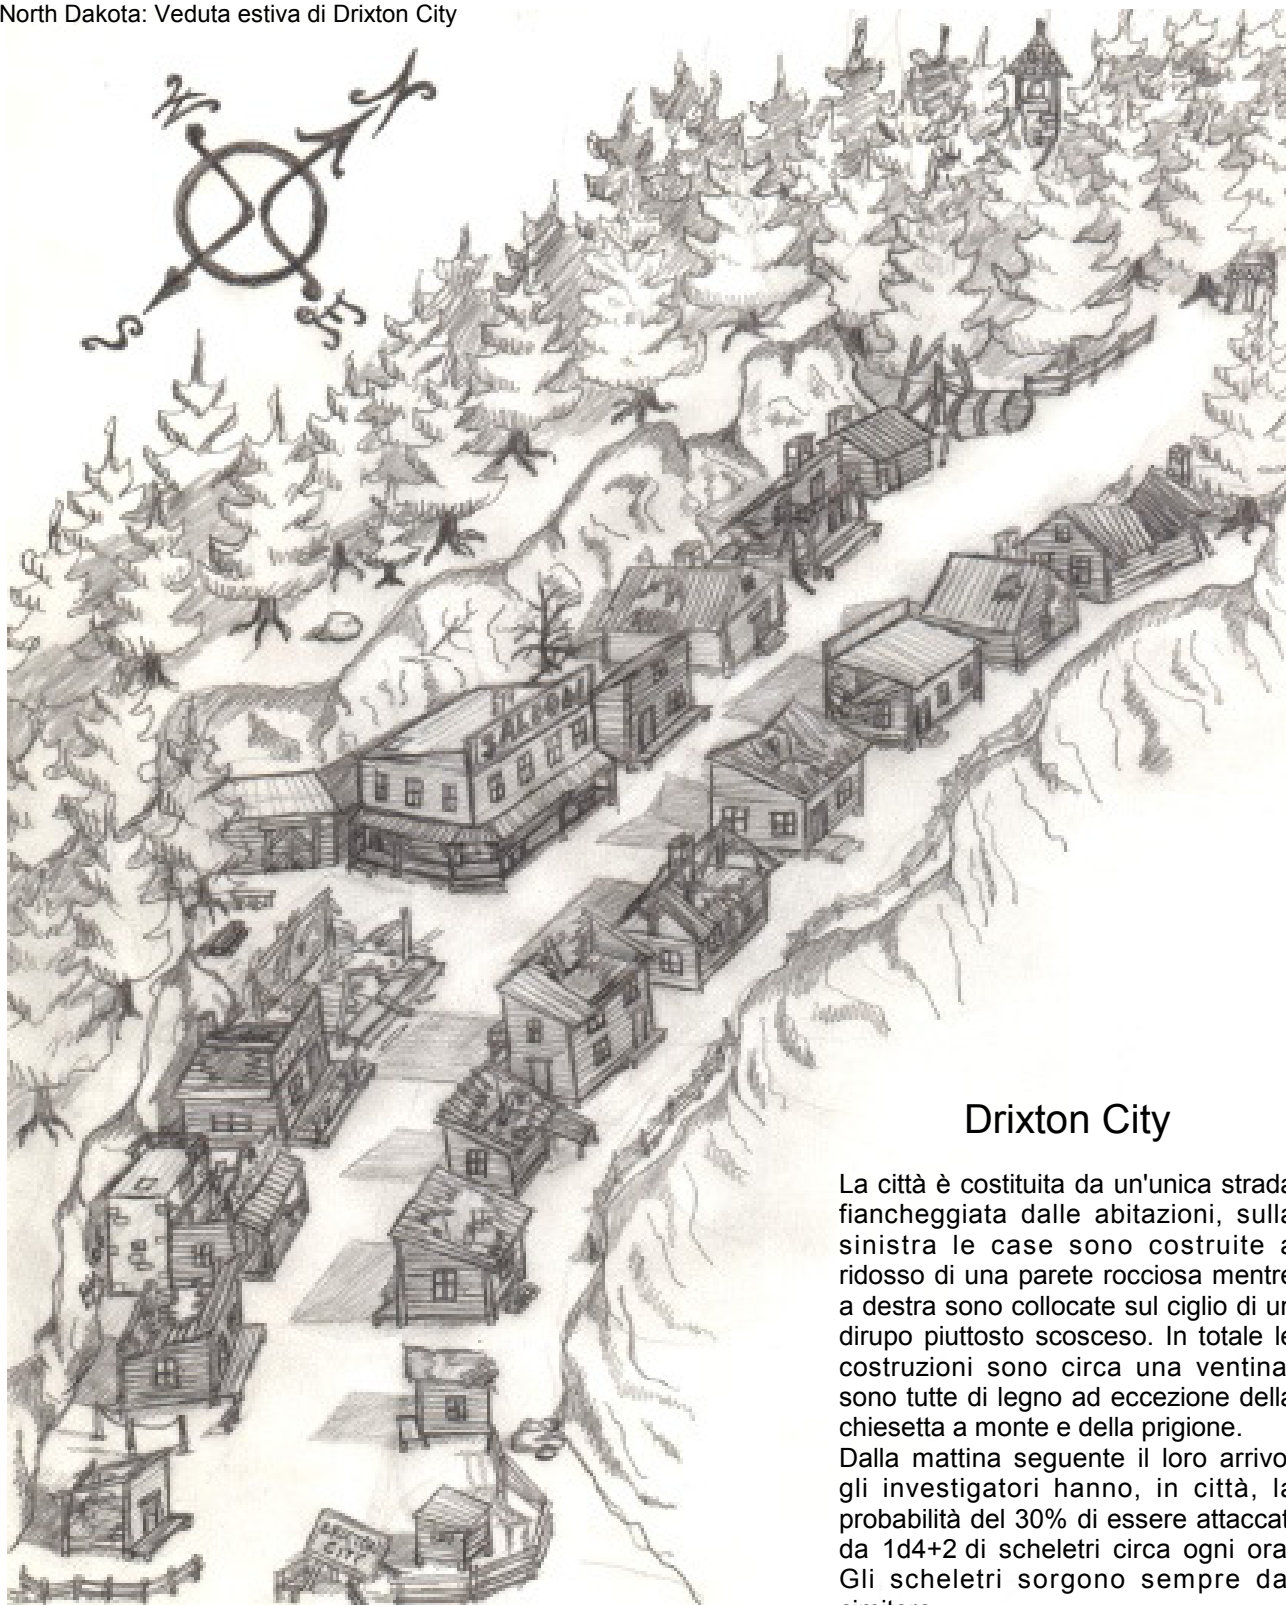 North Dakota: Veduta estiva di Drixton City
N
S
SALOON
DRIXTON
CITY
Drixton City
La città è costituita da un'unica strada
fiancheggiata dalle abitazioni, sulla
sinistra le case sono costruite a
ridosso di una parete rocciosa mentre
a destra sono collocate sul ciglio di un
dirupo piuttosto scosceso. In totale le
costruzioni sono circa una ventina
sono tutte di legno ad eccezione della
chiesetta a monte e della prigione.
Dalla mattina seguente il loro arrivo
gli investigatori hanno, in città, la
probabilità del 30% di essere attaccat
da 1d4+2 di scheletri circa ogni ora
Gli scheletri sorgono sempre da